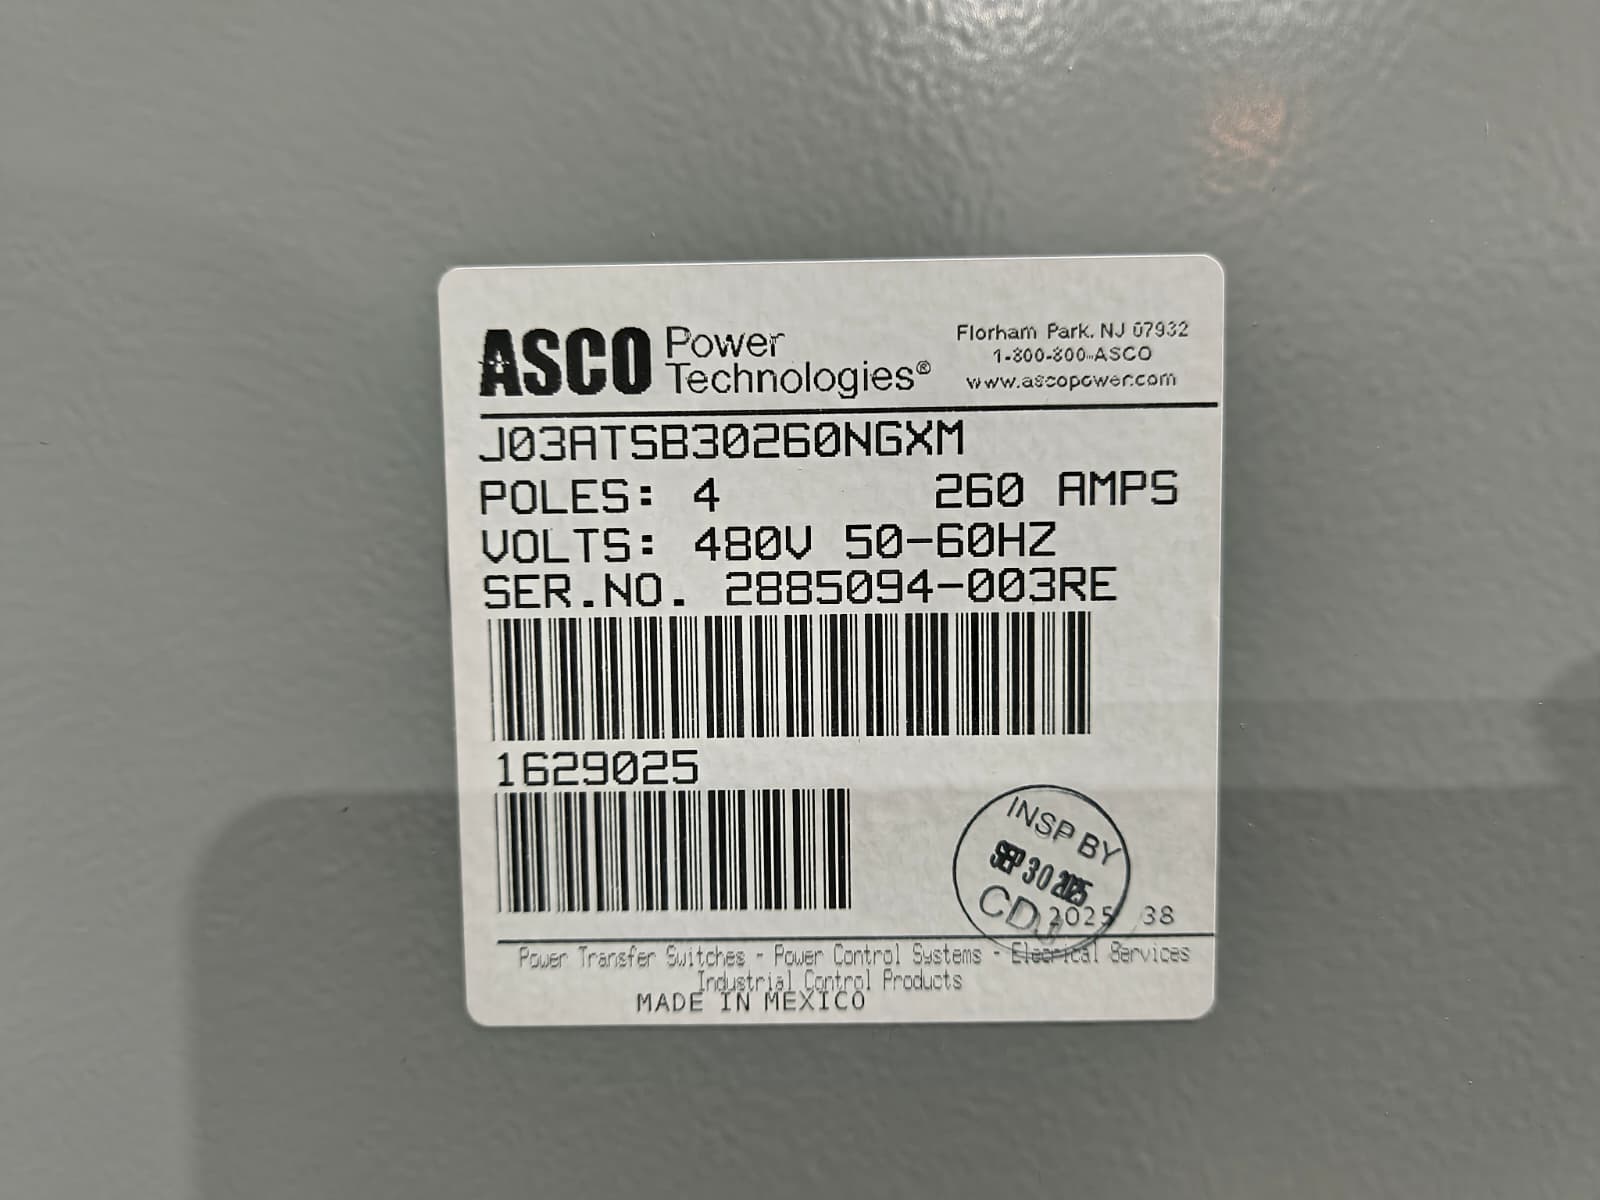 ASCO Power Technologies®
Florham Park, NJ 07932
1-800-800-ASCO
www.ascopower.com
J03ATSB30260NGXM
POLES: 4 260 AMPS
VOLTS: 480V 50-60HZ
SER.NO. 2885094-003RE
1629025
INSP BY
SEP 30 2025
2025 38
Power Transfer Switches - Power Control Systems - Electrical Services
Industrial Control Products
MADE IN MEXICO